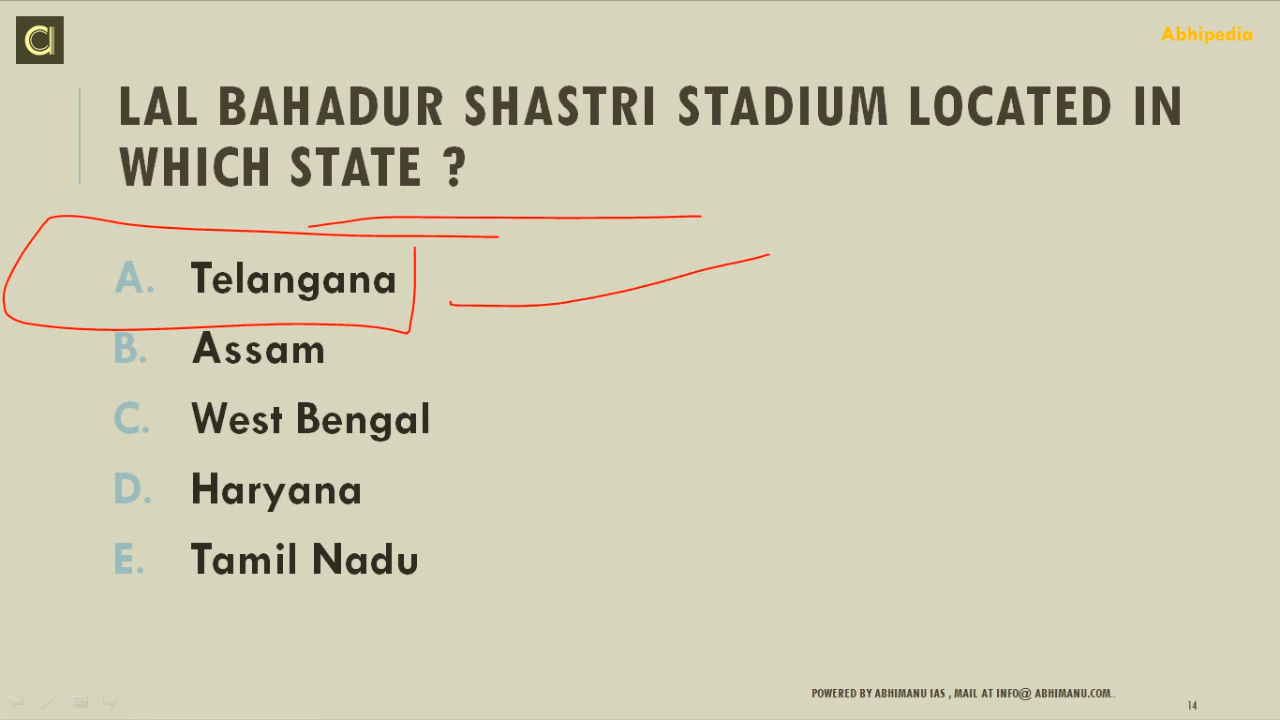 Abhipedia
LAL BAHADUR SHASTRI STADIUM LOCATED IN
WHICH STATE ?
A. Telangana
B. Assam
C. West Bengal
D. Haryana
E. Tamil Nadu
POWERED BY ABHIMANU IAS , MAIL AT INFO@ ABHIMANU.COM..
14